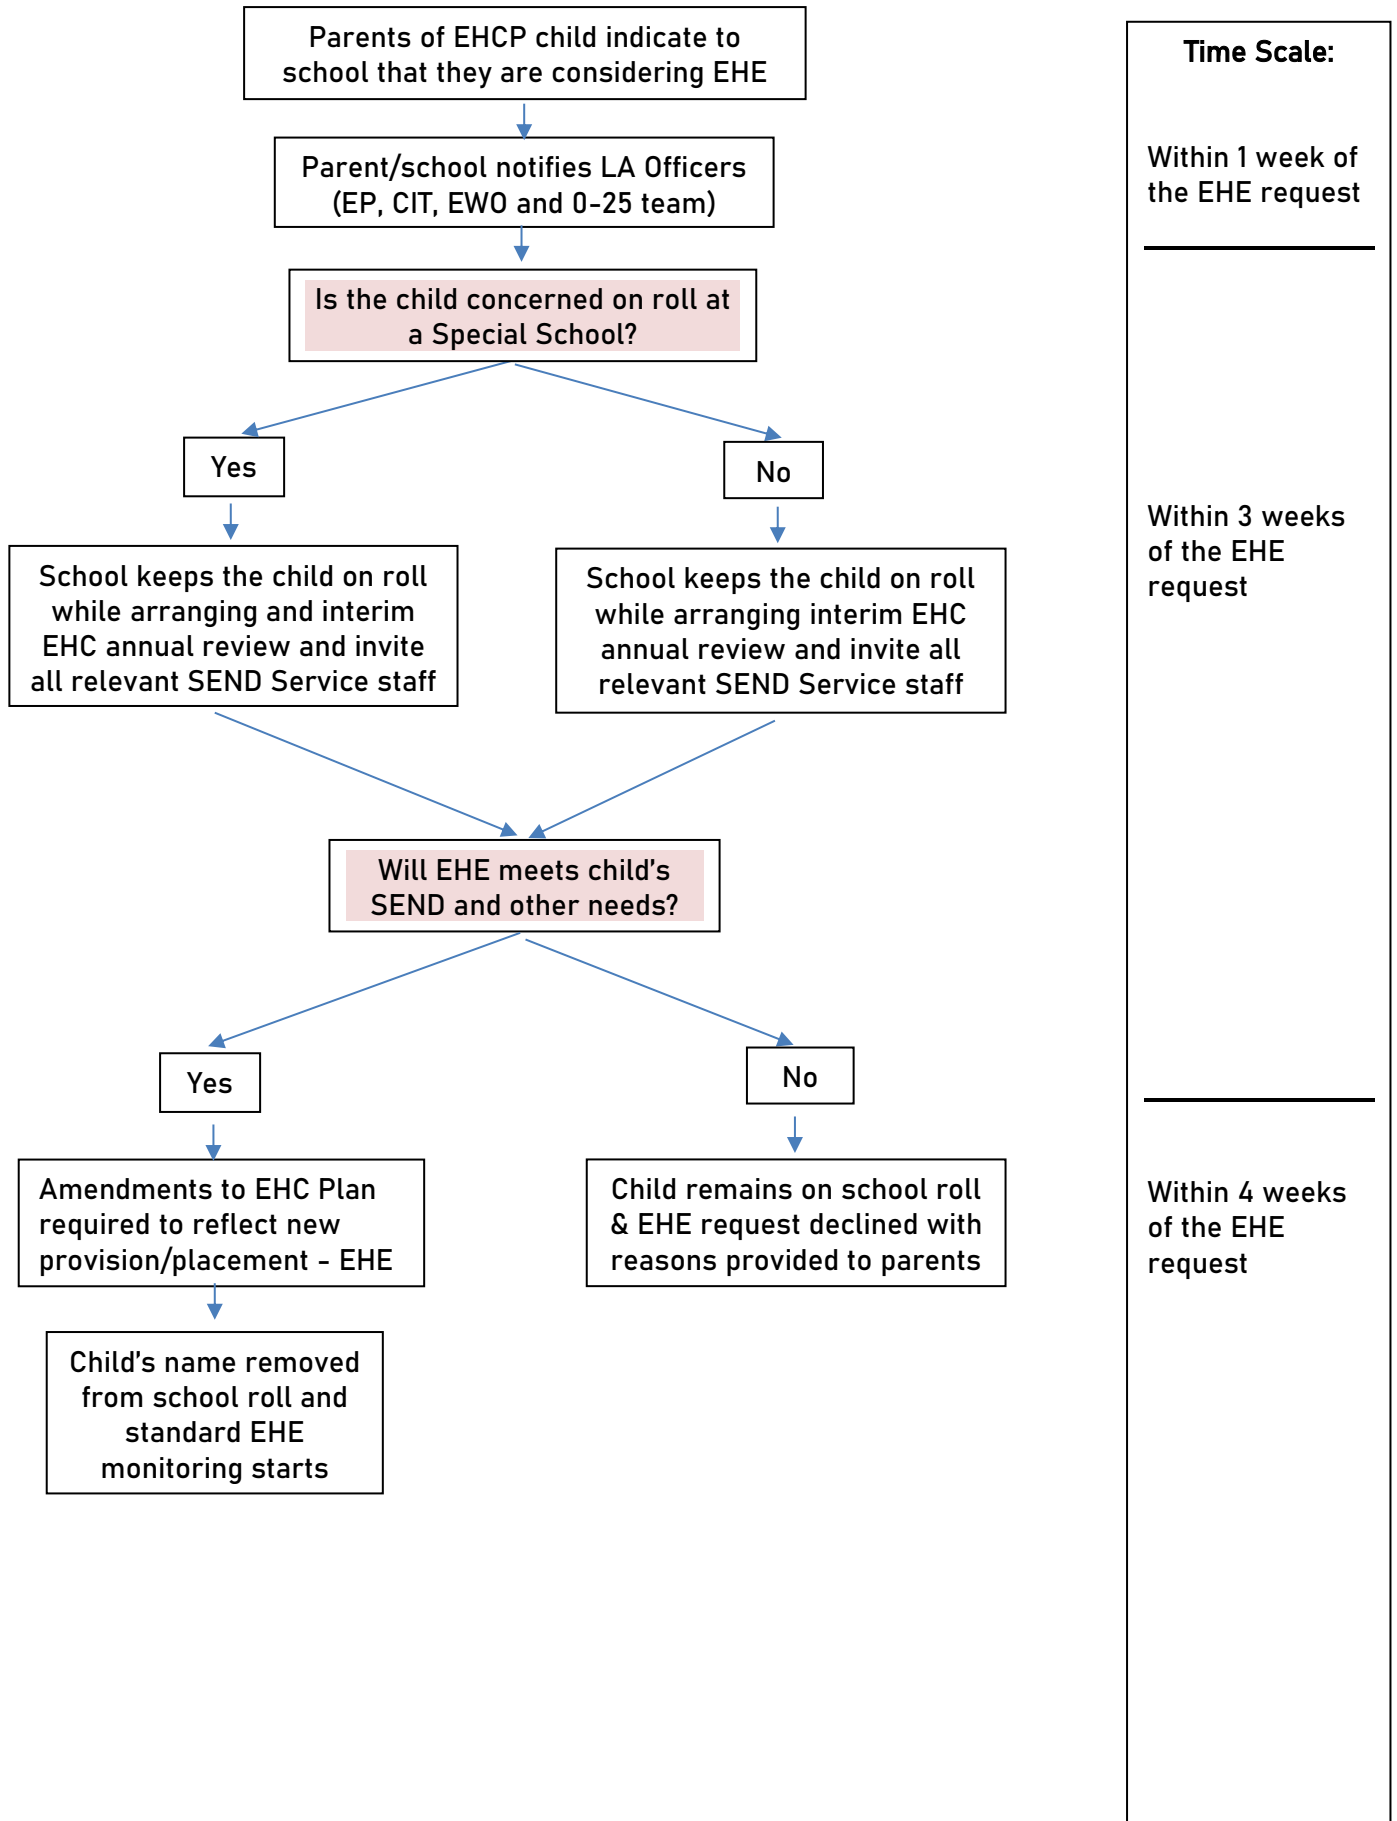 Parents of EHCP child indicate to
school that they are considering EHE
Parent/school notifies LA Officers
(EP, CIT, EWO and 0-25 team)
Is the child concerned on roll at
a Special School?
Yes
No
School keeps the child on roll
while arranging and interim
EHC annual review and invite
all relevant SEND Service staff
School keeps the child on roll
while arranging interim EHC
annual review and invite all
relevant SEND Service staff
Will EHE meets child's
SEND and other needs?
Yes
No
Amendments to EHC Plan
required to reflect new
provision/placement - EHE
Child remains on school roll
& EHE request declined with
reasons provided to parents
Child's name removed
from school roll and
standard EHE
monitoring starts
Time Scale:
Within 1 week of
the EHE request
Within 3 weeks
of the EHE
request
Within 4 weeks
of the EHE
request